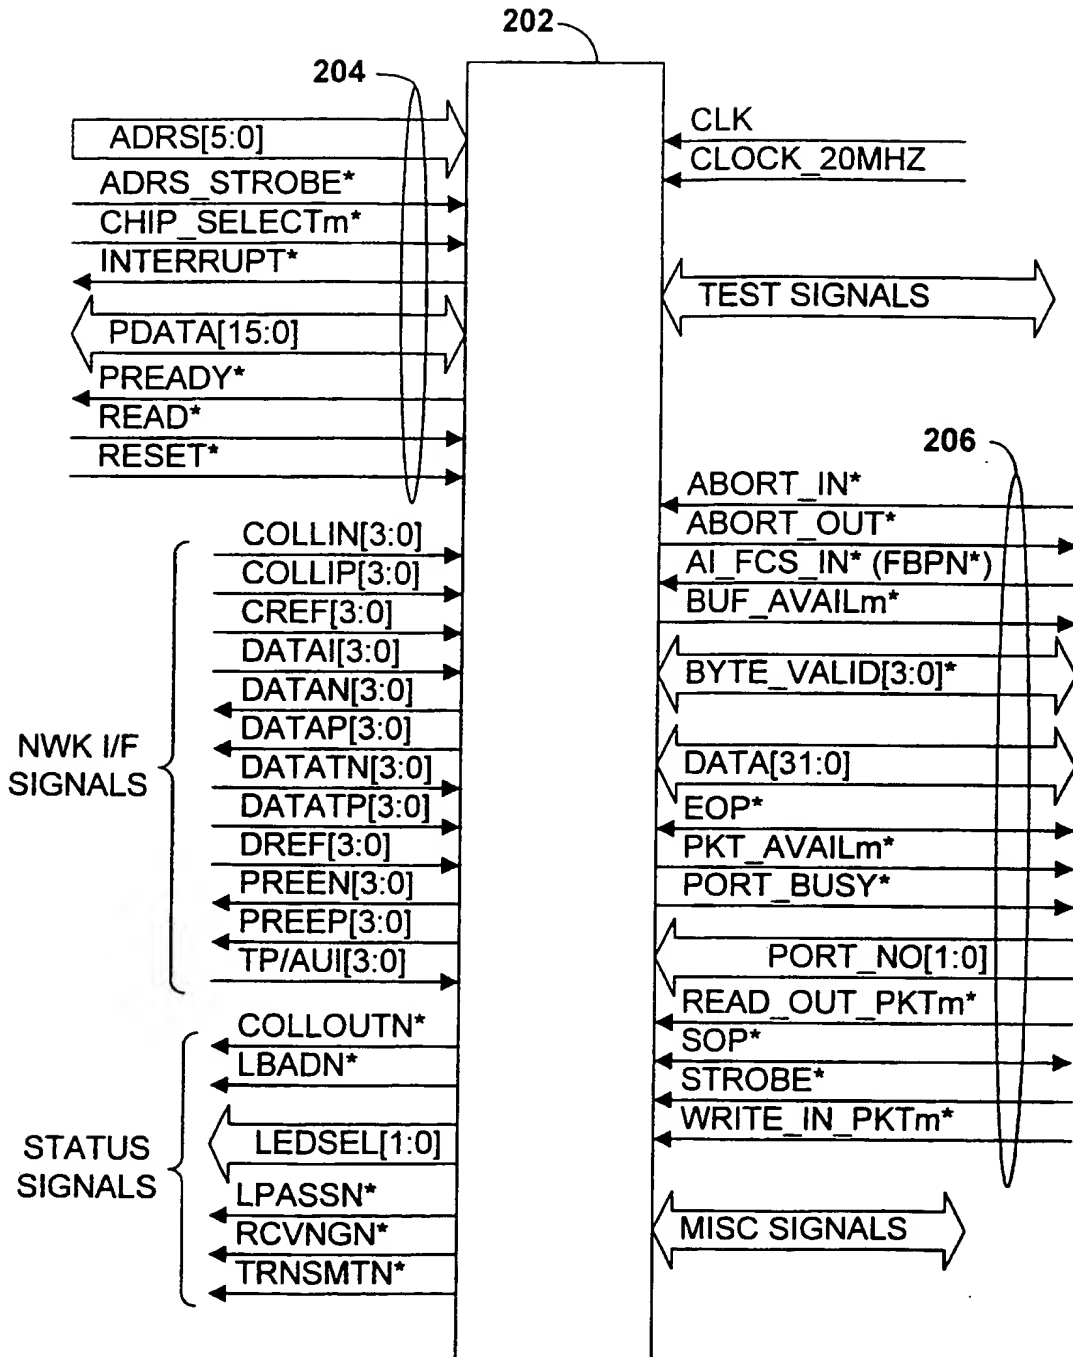 202
204
ADRS[5:0]
ADRS_STROBE*
CHIP_SELECTm*
INTERRUPT*
PDATA[15:0]
PREADY*
READ*
RESET*
NWK I/F
SIGNALS
COLLIN[3:0]
COLLIP[3:0]
CREF[3:0]
DATAI[3:0]
DATAN[3:0]
DATAP[3:0]
DATATN[3:0]
DATATP[3:0]
DREF[3:0]
PREEN[3:0]
PREEP[3:0]
TP/AUI[3:0]
STATUS
SIGNALS
COLLOUTN*
LBADN*
LEDSEL[1:0]
LPASSN*
RCVNGN*
TRNSMTN*
CLK
CLOCK_20MHZ
TEST SIGNALS
206
ABORT_IN*
ABORT_OUT*
AI_FCS_IN* (FBPN*)
BUF_AVAILm*
BYTE_VALID[3:0]*
DATA[31:0]
EOP*
PKT_AVAILm*
PORT_BUSY*
PORT_NO[1:0]
READ_OUT_PKTm*
SOP*
STROBE*
WRITE_IN_PKTm*
MISC SIGNALS